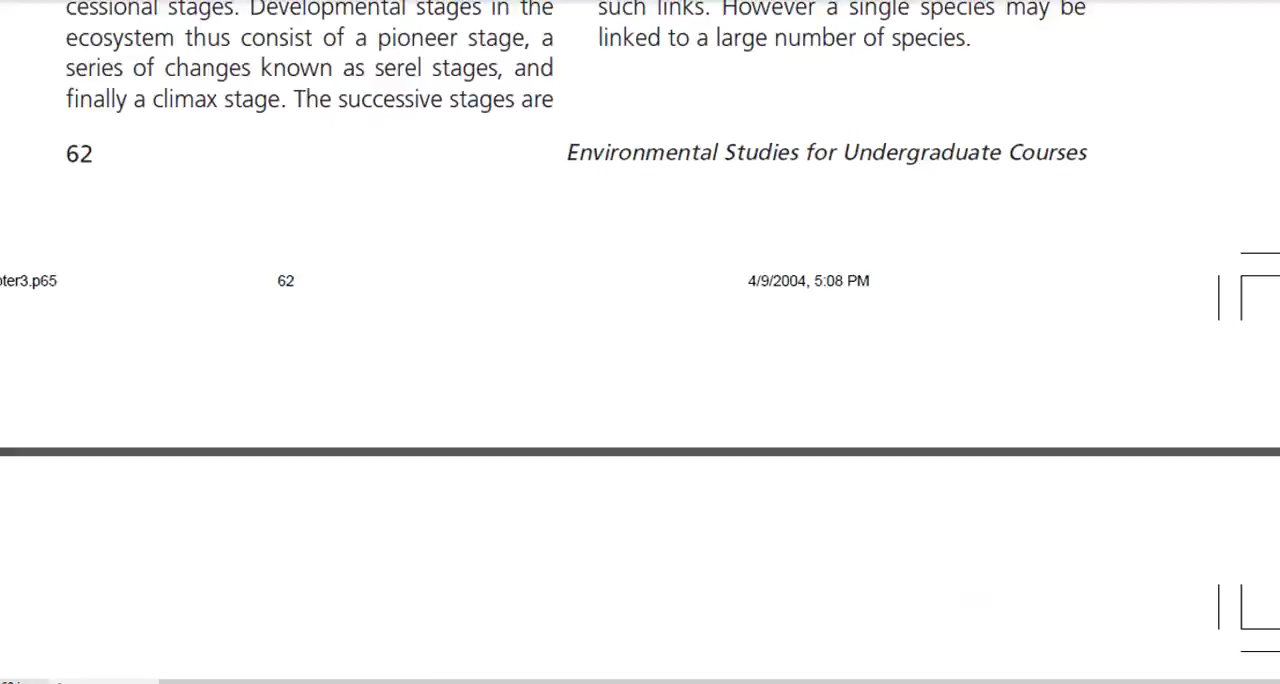 cessional stages. Developmental stages in the
ecosystem thus consist of a pioneer stage, a
series of changes known as serel stages, and
finally a climax stage. The successive stages are
such links. However a single species may be
linked to a large number of species.
62
Environmental Studies for Undergraduate Courses
pter3.p65
62
4/9/2004, 5:08 PM